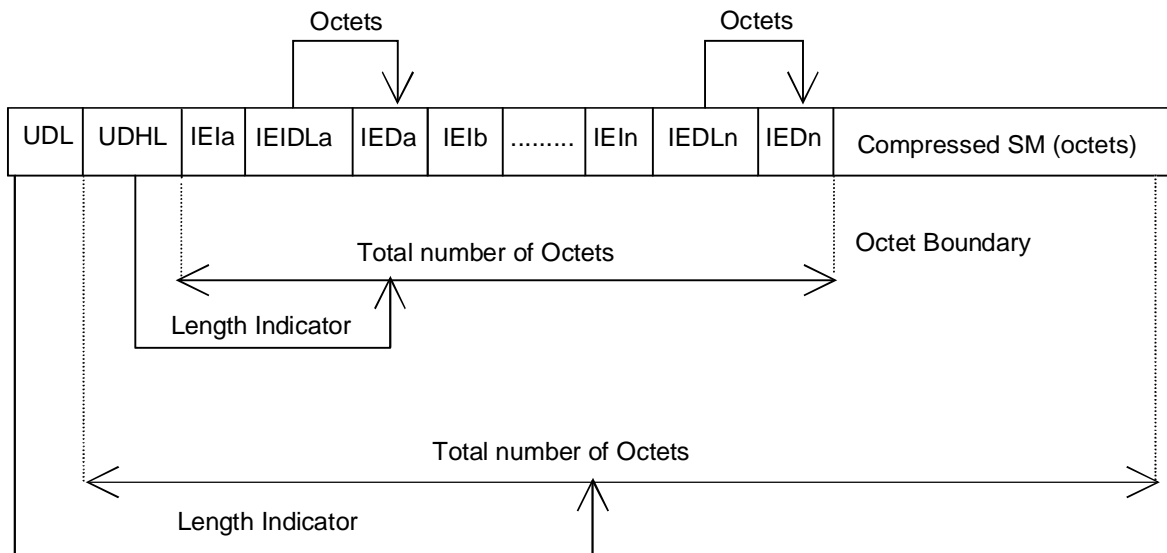 Octets Octets
UDL UDHL IEIa IEIDLa IEDa IEIb ......... IEIn IEDLn IEDn Compressed SM (octets)
Total number of Octets Octet Boundary
Length Indicator
Total number of Octets
Length Indicator